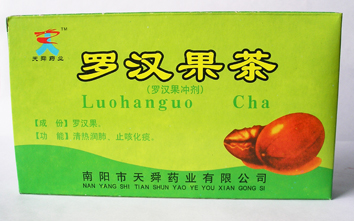 天舜药业
TM
罗汉果茶
(罗汉果冲剂)
Luohanguo Cha
【成 份】罗汉果。
【功 能】清热润肺、止咳化痰。
南阳市天舜药业有限公司
NAN YANG SHI TIAN SHUN YAO YE YOU XIAN GONG SI